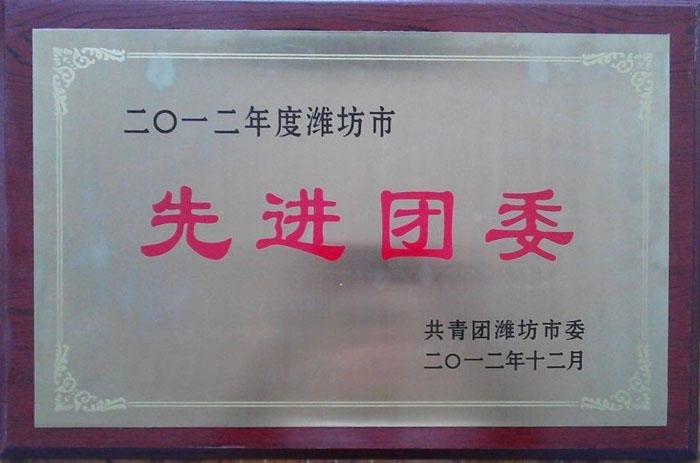 二〇一二年度潍坊市
先进团委
共青团潍坊市委
二〇一二年十二月